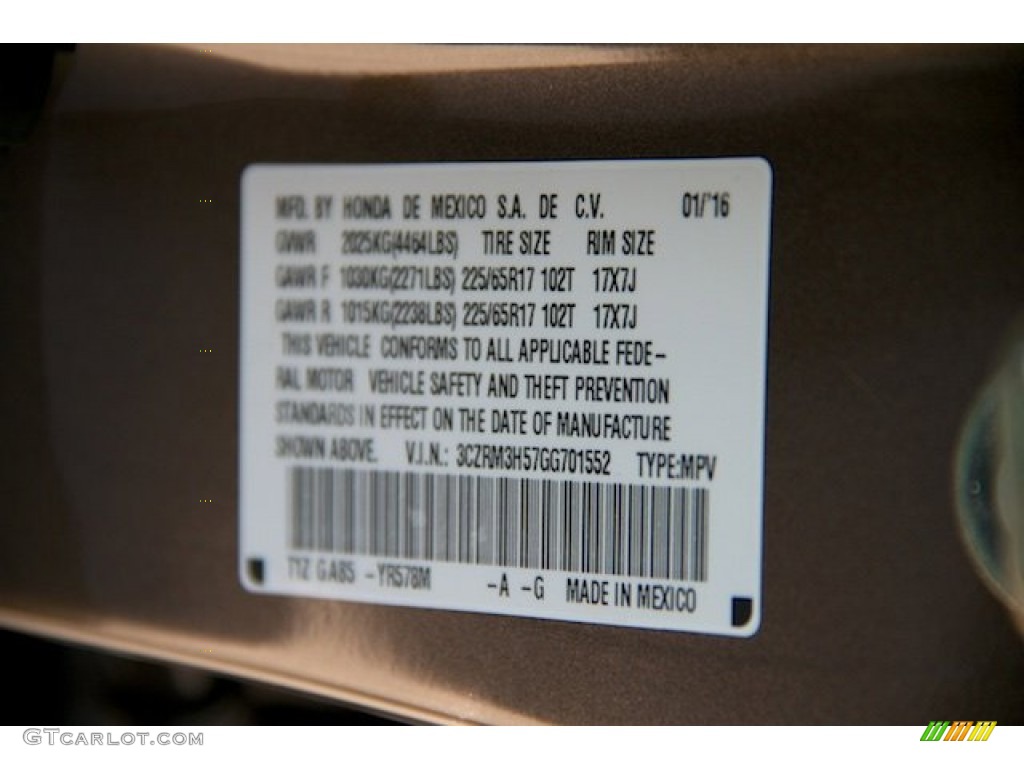 MFD. BY HONDA DE MEXICO S.A. DE C.V. 01/'16
GVWR 2025KG(4464LBS) TIRE SIZE RIM SIZE
GAWR F 1030KG(2271LBS) 225/65R17 102T 17X7J
GAWR R 1015KG(2238LBS) 225/65R17 102T 17X7J
THIS VEHICLE CONFORMS TO ALL APPLICABLE FEDE-
RAL MOTOR VEHICLE SAFETY AND THEFT PREVENTION
STANDARDS IN EFFECT ON THE DATE OF MANUFACTURE
SHOWN ABOVE. V.I.N.: 3CZRM3H57GG701552 TYPE:MPV
T1Z GA85 -YR578M -A -G MADE IN MEXICO
GTCARLOT.COM